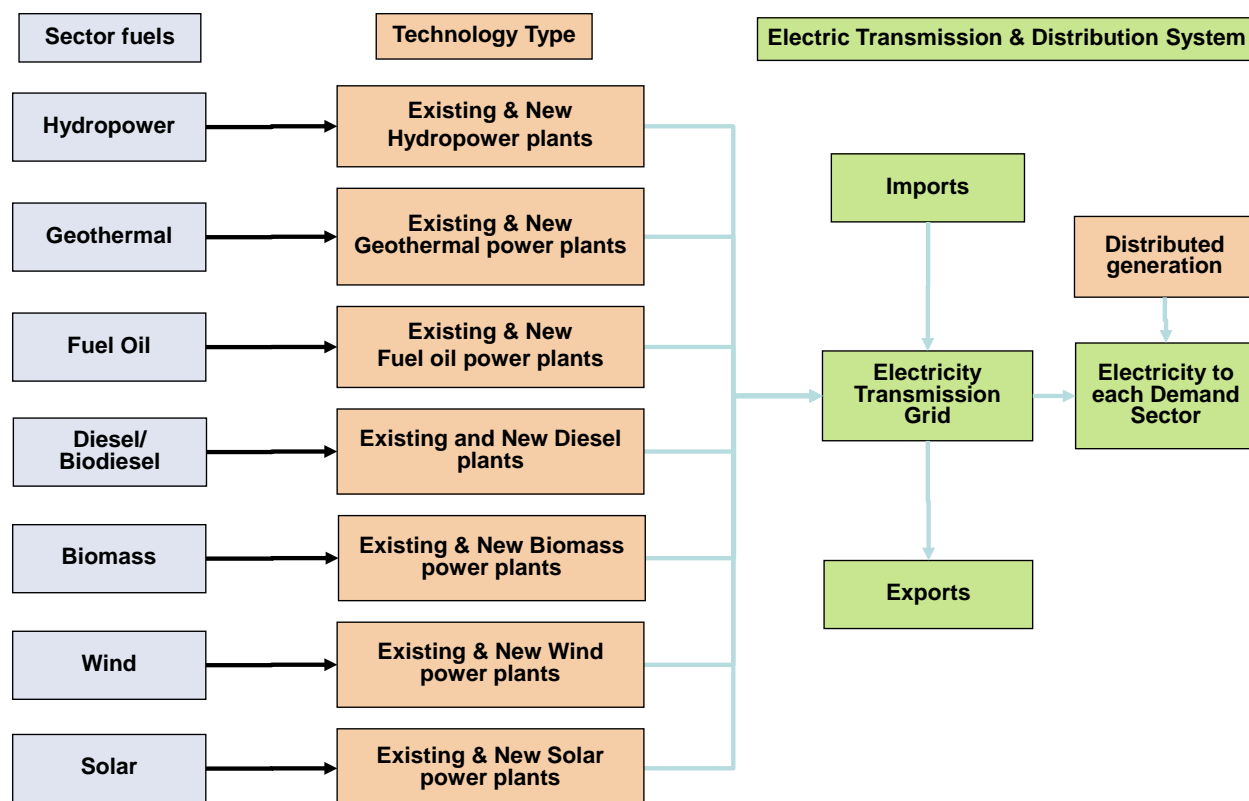 Sector fuels
Technology Type
Electric Transmission & Distribution System
Hydropower
Existing & New
Hydropower plants
Geothermal
Existing & New
Geothermal power plants
Fuel Oil
Existing & New
Fuel oil power plants
Diesel/
Biodiesel
Existing and New Diesel
plants
Biomass
Existing & New Biomass
power plants
Wind
Existing & New Wind
power plants
Solar
Existing & New Solar
power plants
Imports
Distributed
generation
Electricity
Transmission
Grid
Electricity to
each Demand
Sector
Exports